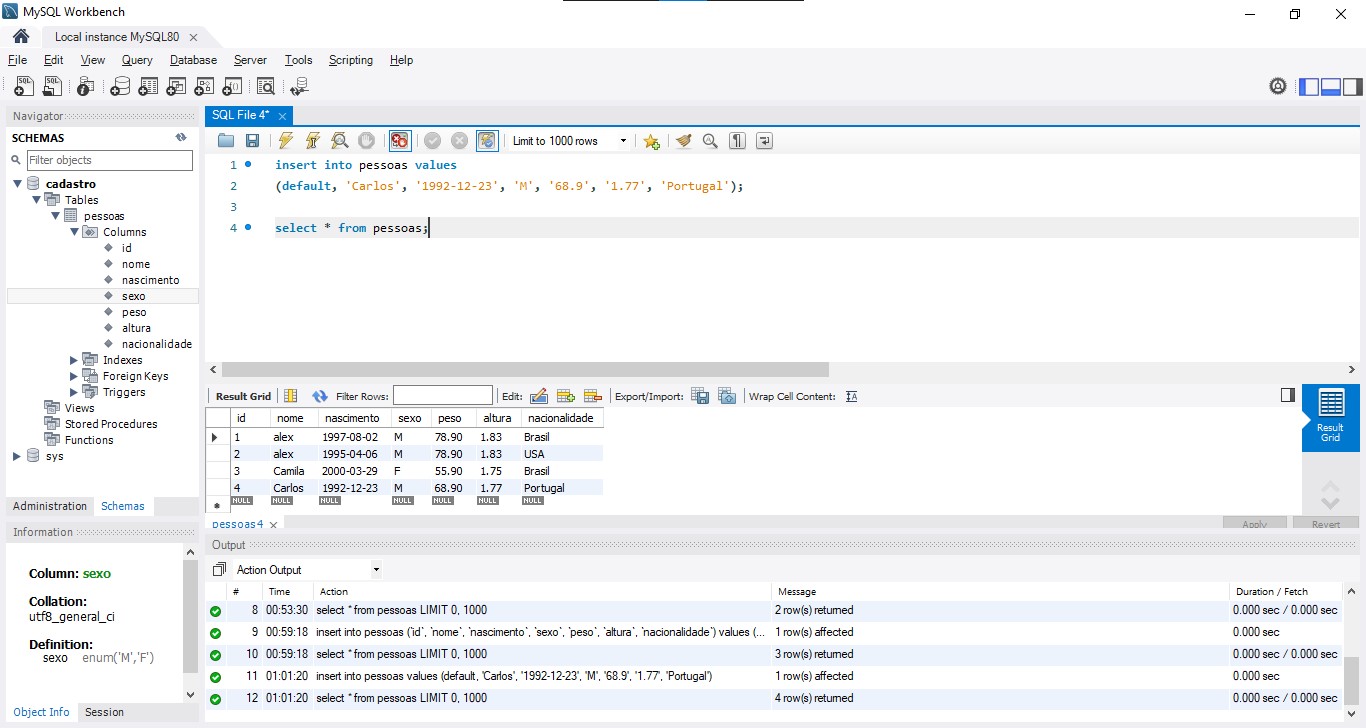 MySQL Workbench
Local instance MySQL80
File Edit View Query Database Server Tools Scripting Help
Navigator
SCHEMAS
Filter objects
cadastro
Tables
pessoas
Columns
id
nome
nascimento
sexo
peso
altura
nacionalidade
Indexes
Foreign Keys
Triggers
Views
Stored Procedures
Functions
sys
Administration Schemas
Information
Column: sexo
Collation:
utf8_general_ci
Definition:
sexo enum('M','F')
Object Info Session
SQL File 4*
Limit to 1000 rows
1 insert into pessoas values
2 (default, 'Carlos', '1992-12-23', 'M', '68.9', '1.77', 'Portugal');
3
4 select * from pessoas;
Result Grid Filter Rows: Edit: Export/Import: Wrap Cell Content: IA
id nome nascimento sexo peso altura nacionalidade
1 alex 1997-08-02 M 78.90 1.83 Brasil
2 alex 1995-04-06 M 78.90 1.83 USA
3 Camila 2000-03-29 F 55.90 1.75 Brasil
4 Carlos 1992-12-23 M 68.90 1.77 Portugal
NULL NULL NULL NULL NULL NULL NULL
Result
Grid
pessoas4
Apply Revert
Output
Action Output
# Time Action Message Duration / Fetch
8 00:53:30 select * from pessoas LIMIT 0, 1000 2 row(s) returned 0.000 sec / 0.000 sec
9 00:59:18 insert into pessoas (`id`, `nome`, `nascimento`, `sexo`, `peso`, `altura`, `nacionalidade`) values (... 1 row(s) affected 0.000 sec
10 00:59:18 select * from pessoas LIMIT 0, 1000 3 row(s) returned 0.000 sec / 0.000 sec
11 01:01:20 insert into pessoas values (default, 'Carlos', '1992-12-23', 'M', '68.9', '1.77', 'Portugal') 1 row(s) affected 0.000 sec
12 01:01:20 select * from pessoas LIMIT 0, 1000 4 row(s) returned 0.000 sec / 0.000 sec